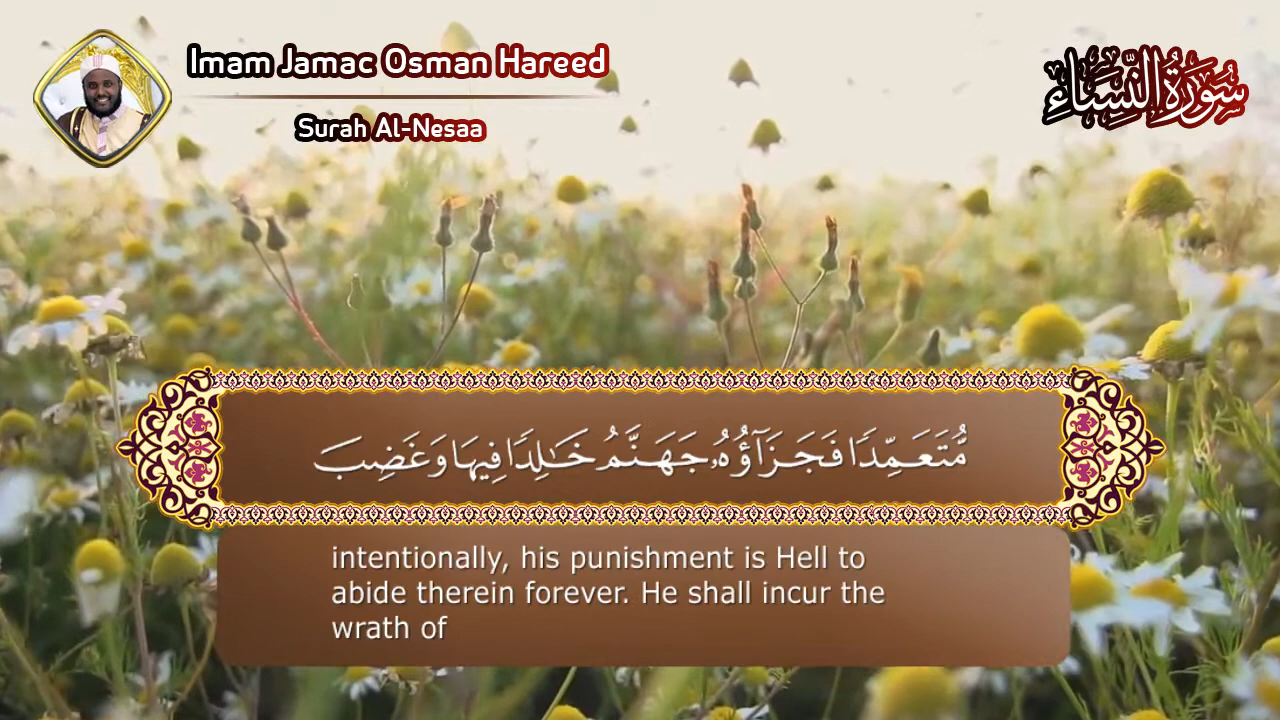 Imam Jamac Osman Hareed
Surah Al-Nesaa
سُورَةُ النِّسَاءِ
مُّتَعَمِّدًا فَجَزَآؤُهُۥ جَهَنَّمُ خَـٰلِدًا فِيهَا وَغَضِبَ
intentionally, his punishment is Hell to
abide therein forever. He shall incur the
wrath of